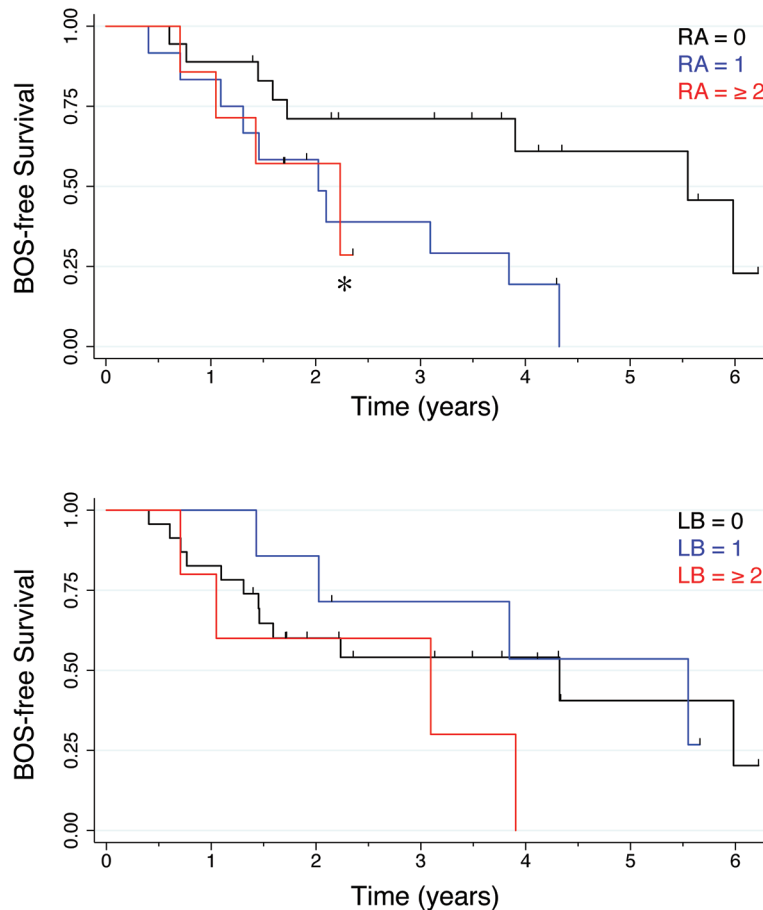 RA = 0
RA = 1
RA = ≥ 2
BOS-free Survival
1.00
0.75
0.50
0.25
0.00
*
0 1 2 3 4 5 6
Time (years)
LB = 0
LB = 1
LB = ≥ 2
BOS-free Survival
1.00
0.75
0.50
0.25
0.00
0 1 2 3 4 5 6
Time (years)